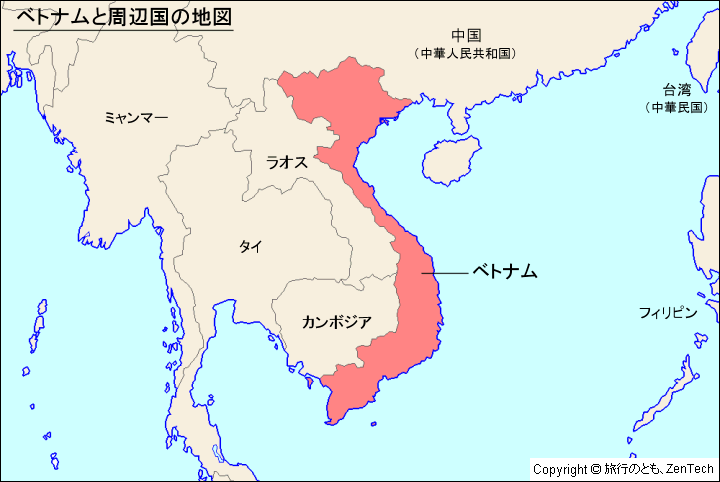 ベトナムと周辺国の地図
中国
（中華人民共和国）
台湾
（中華民国）
ミャンマー
ラオス
タイ
ベトナム
カンボジア
フィリピン
Copyright © 旅行のとも、ZenTech